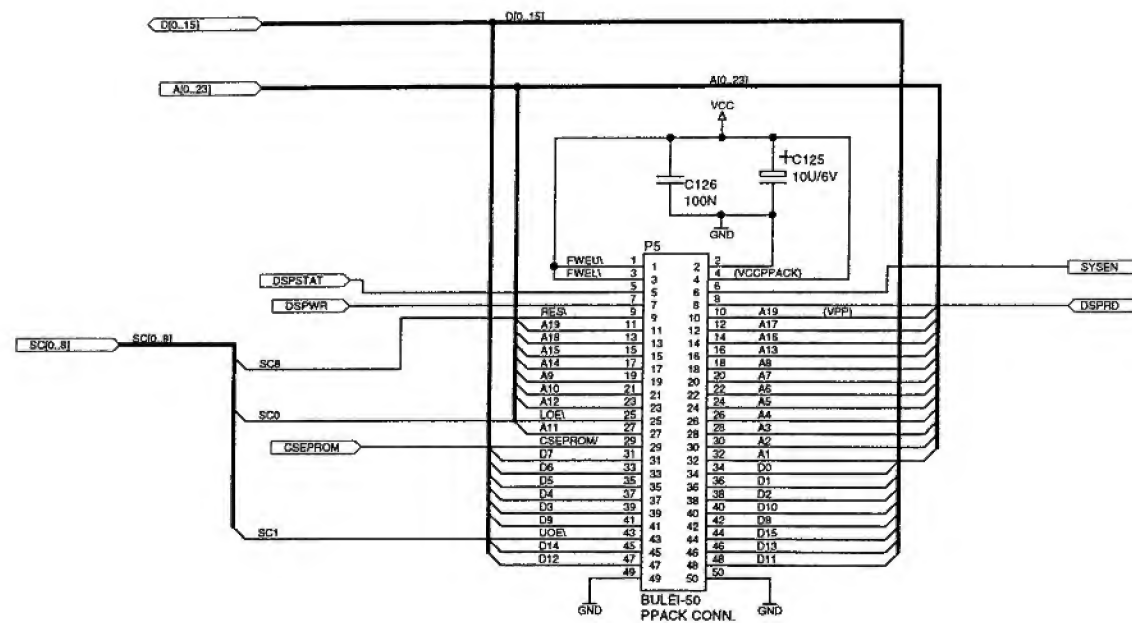 D[0..15] D[0..15]
A[0..23] A[0..23]
VCC
C125
10U/6V
C126
100N
GND
P5
FWEU\ 1 1 2 2
FWEL\ 3 3 4 4 (VCCPPACK)
DSPSTAT 5 5 6 6 SYSEN
DSPWR 7 7 8 8 DSPRD
RES\ 9 9 10 10 A19 (VPP)
A19 11 11 12 12 A17
A18 13 13 14 14 A16
SC[0..8] SC[0..8] A15 15 15 16 16 A13
SC8 A14 17 17 18 18 A8
A9 19 19 20 20 A7
A10 21 21 22 22 A6
A12 23 23 24 24 A5
SC0 LOE\ 25 25 26 26 A4
A11 27 27 28 28 A3
CSEPROM CSEPROM/ 29 29 30 30 A2
D7 31 31 32 32 A1
D6 33 33 34 34 D0
D5 35 35 36 36 D1
D4 37 37 38 38 D2
D3 39 39 40 40 D10
D9 41 41 42 42 D8
SC1 UOE\ 43 43 44 44 D15
D14 45 45 46 46 D13
D12 47 47 48 48 D11
49 49 50 50
GND GND
BULEI-50
PPACK CONN.